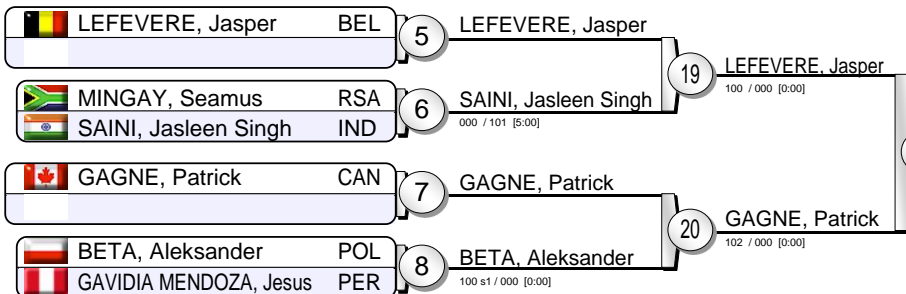 LEFEVERE, Jasper BEL
5
LEFEVERE, Jasper
19
LEFEVERE, Jasper
100 / 000 [0:00]
MINGAY, Seamus RSA
SAINI, Jasleen Singh IND
6
SAINI, Jasleen Singh
000 / 101 [5:00]
GAGNE, Patrick CAN
7
GAGNE, Patrick
20
GAGNE, Patrick
102 / 000 [0:00]
BETA, Aleksander POL
GAVIDIA MENDOZA, Jesus PER
8
BETA, Aleksander
100 s1 / 000 [0:00]